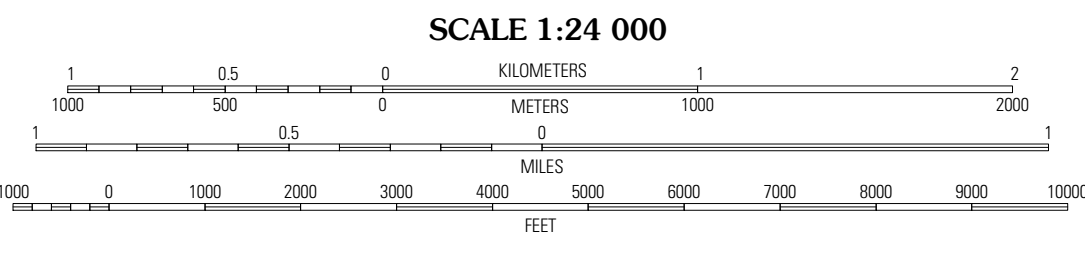 SCALE 1:24 000
1 0.5 0 KILOMETERS 1 2
1000 500 0 METERS 1000 2000
1 0.5 0 1
MILES
1000 0 1000 2000 3000 4000 5000 6000 7000 8000 9000 10000
FEET